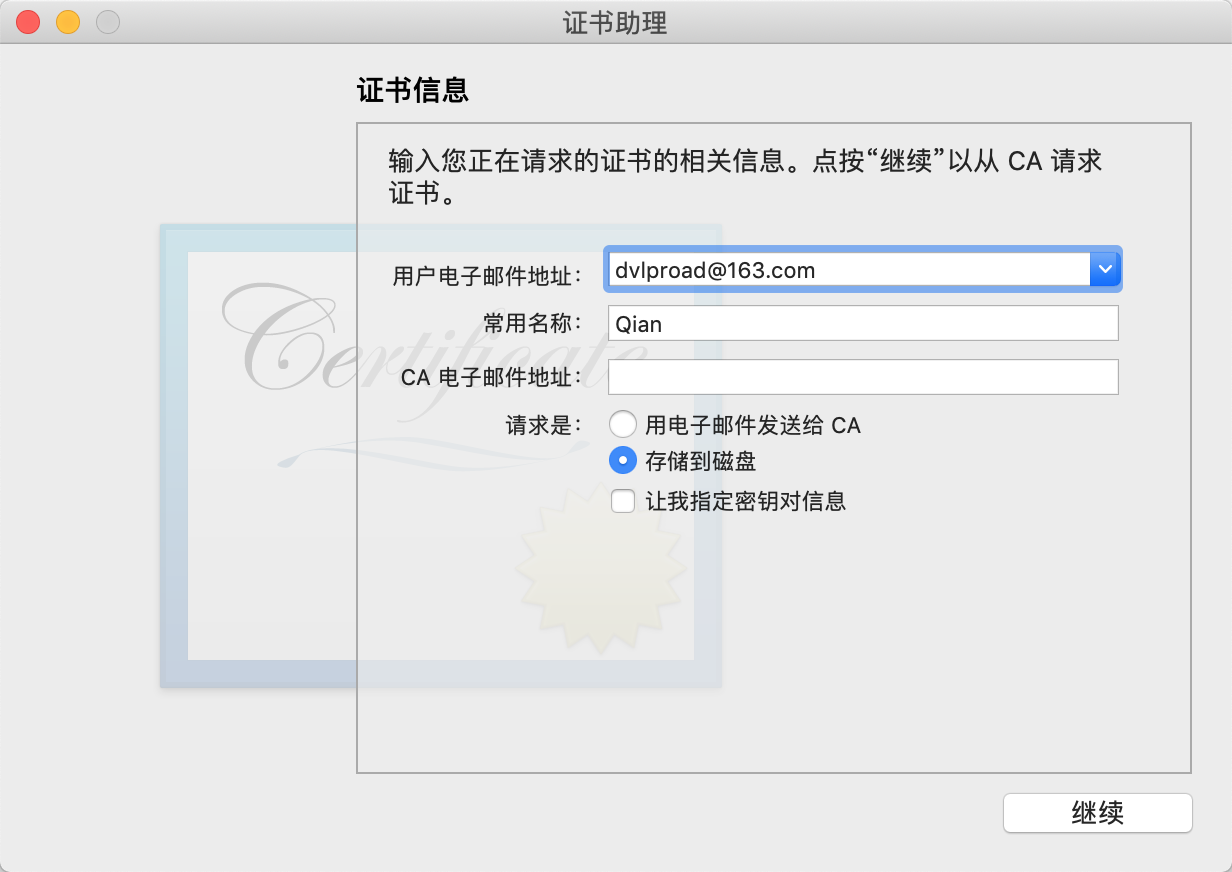 证书助理
证书信息
输入您正在请求的证书的相关信息。点按“继续”以从 CA 请求
证书。
Certificate
用户电子邮件地址： dvlproad@163.com
常用名称： Qian
CA 电子邮件地址：
请求是： 用电子邮件发送给 CA
存储到磁盘
让我指定密钥对信息
继续